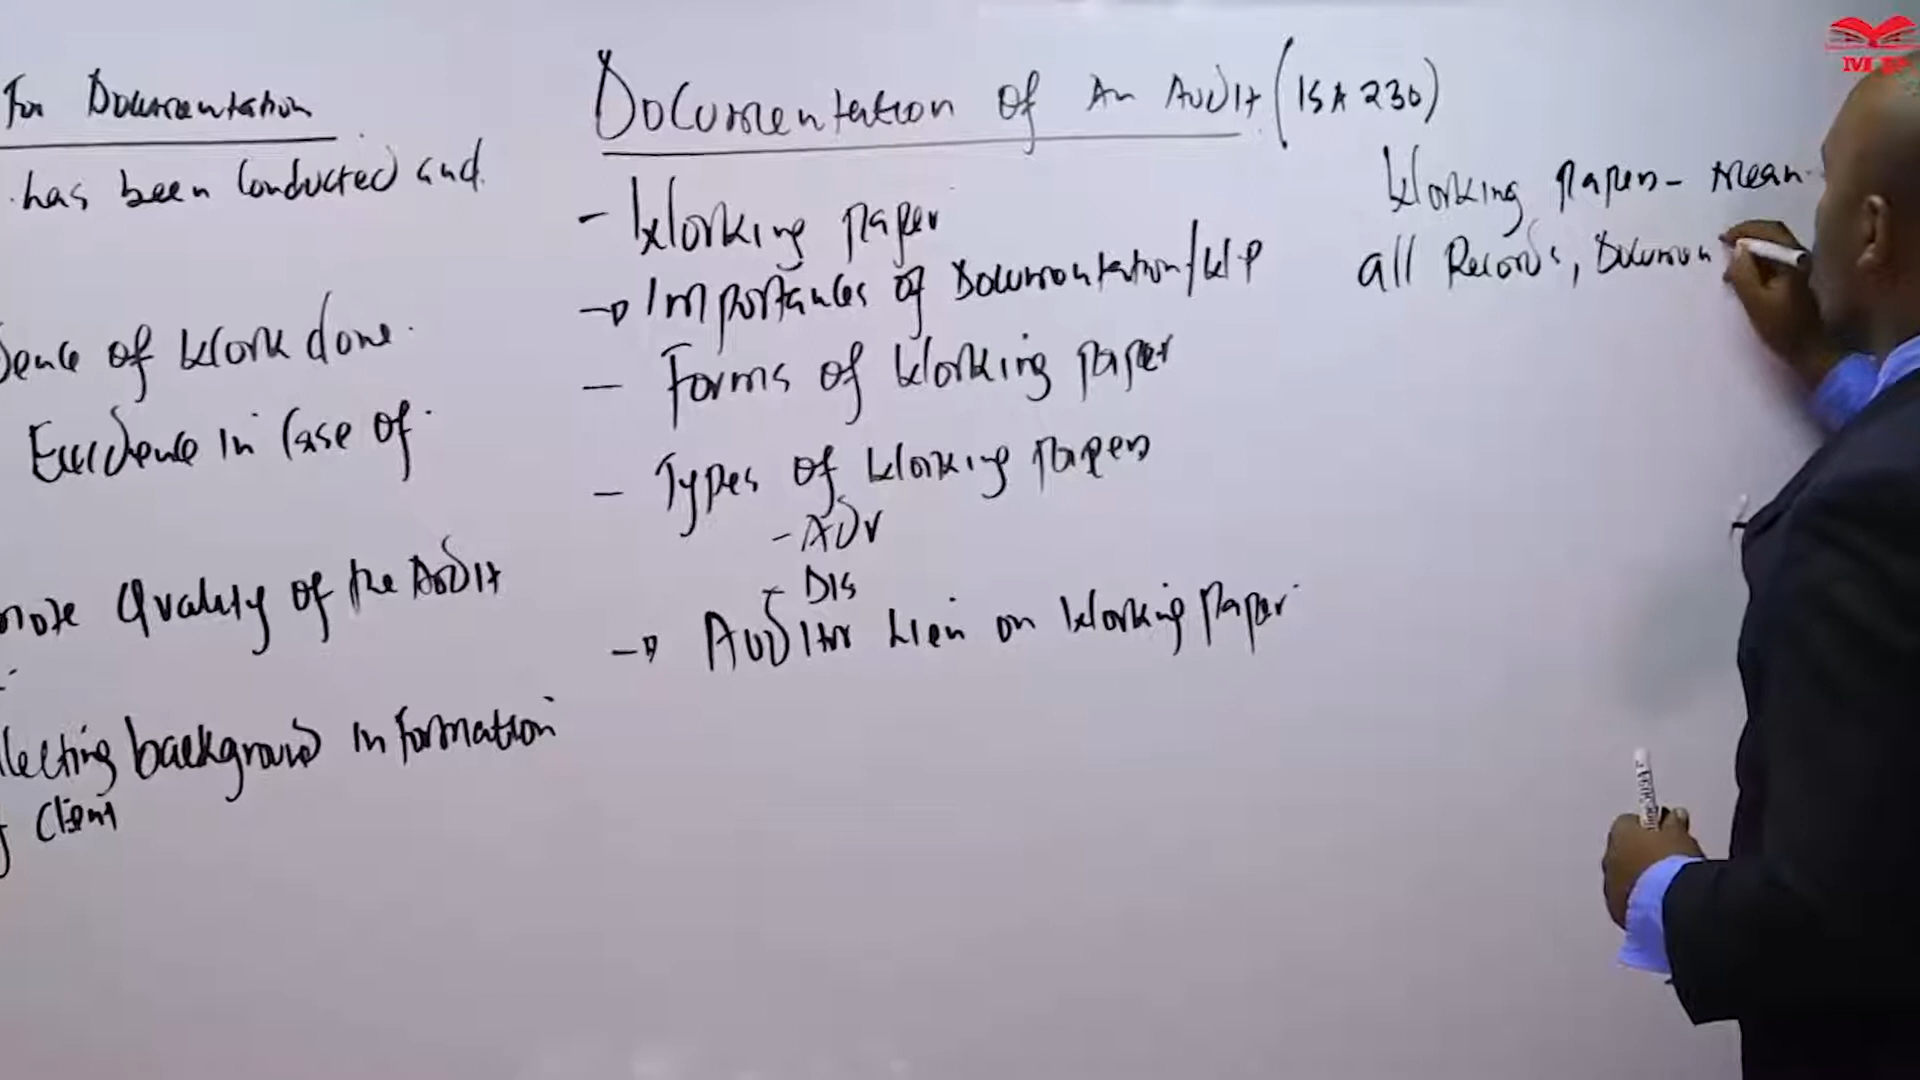 For Documentation
has been Conducted and
dence of work done.
Evidence in Case of
mote Quality of the Audit
llecting background information
Client
Documentation of An Audit (ISA 230)
- Working paper
→ Importances of Documentation/W.P
- Forms of Working paper
- Types of Working papers
- ADV
- DIS
→ Auditor Lien on Working Paper
Working papers - mean
all Records, Documen
MP